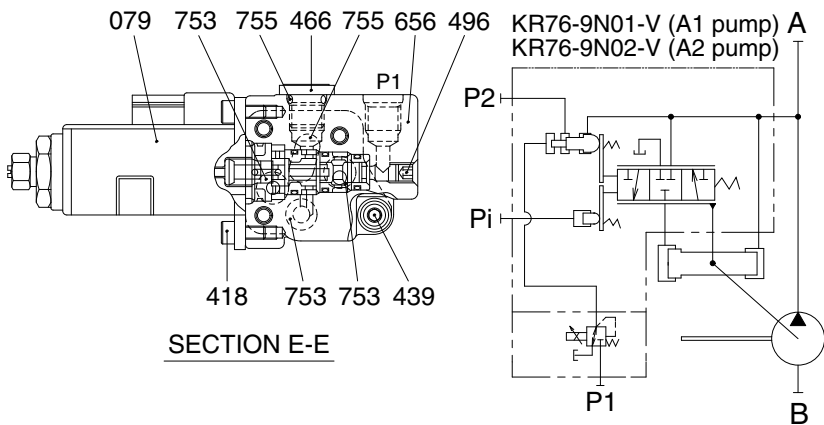 079 753 755 466 755 656 496
P1
418 753 753 439
SECTION E-E
KR76-9N01-V (A1 pump)
KR76-9N02-V (A2 pump)
A
P2
Pi
P1
B